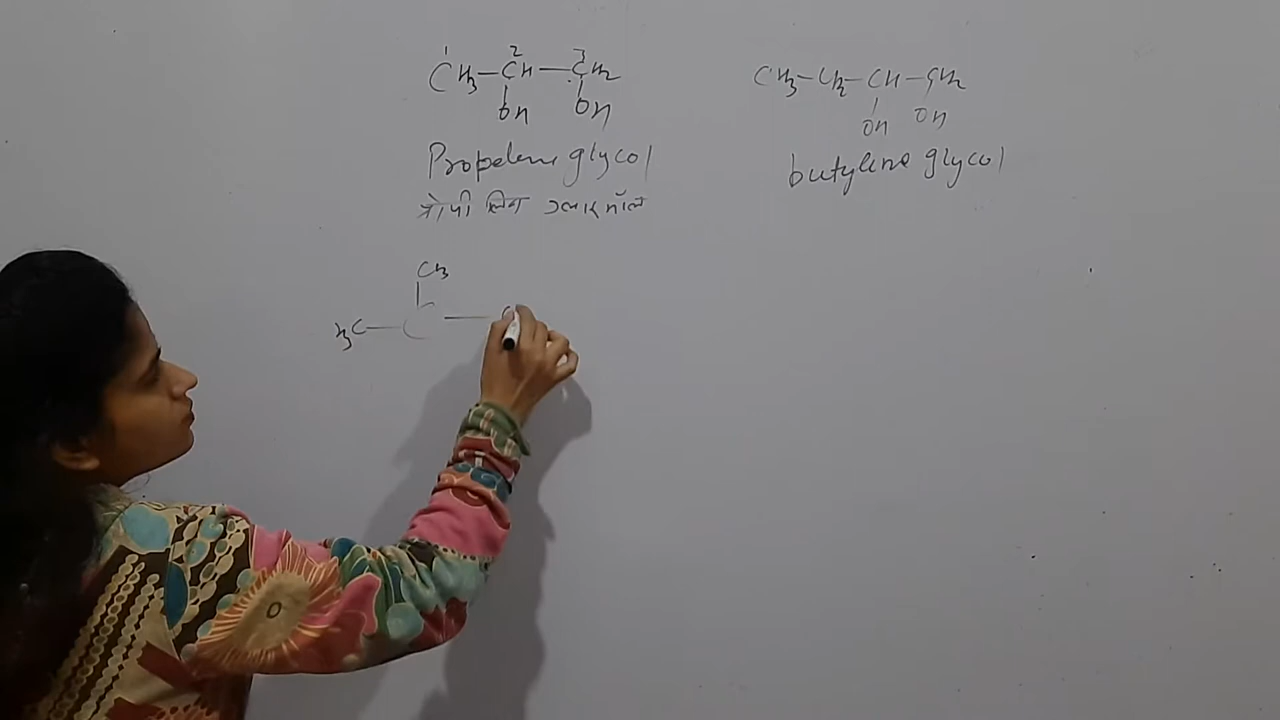 1 2 3
CH3–CH–CH2
OH OH
Propelene glycol
CH3–CH2–CH–CH2
OH OH
butylene glycol
CH3
H3C–C–C